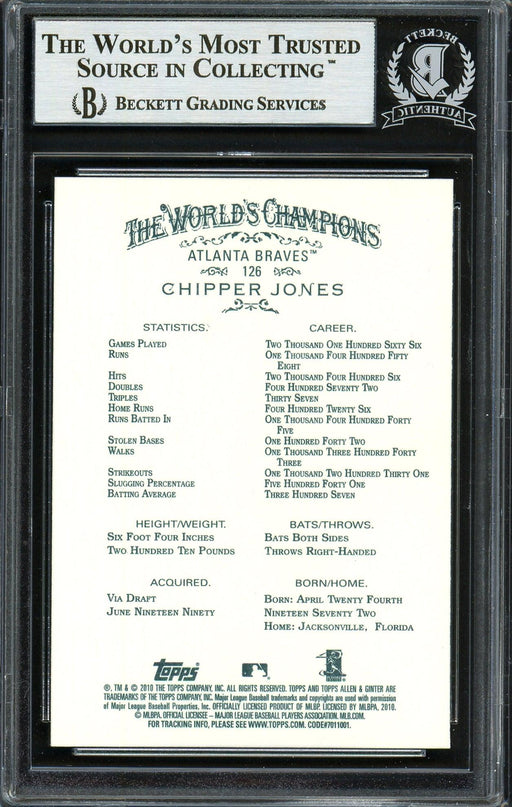 The World's Most Trusted
Source in Collecting™
B Beckett Grading Services
BECKETT
AUTHENTIC
The World's Champions
Atlanta Braves™
126
Chipper Jones
STATISTICS. CAREER.
Games Played Two Thousand One Hundred Sixty Six
Runs One Thousand Four Hundred Fifty
Eight
Hits Two Thousand Four Hundred Six
Doubles Four Hundred Seventy Two
Triples Thirty Seven
Home Runs Four Hundred Twenty Six
Runs Batted In One Thousand Four Hundred Forty
Five
Stolen Bases One Hundred Forty Two
Walks One Thousand Three Hundred Forty
Three
Strikeouts One Thousand Two Hundred Thirty One
Slugging Percentage Five Hundred Forty One
Batting Average Three Hundred Seven
HEIGHT/WEIGHT. BATS/THROWS.
Six Foot Four Inches Bats Both Sides
Two Hundred Ten Pounds Throws Right-Handed
ACQUIRED. BORN/HOME.
Via Draft Born: April Twenty Fourth
June Nineteen Ninety Nineteen Seventy Two
Home: Jacksonville, Florida
Topps
®, TM & © 2010 THE TOPPS COMPANY, INC. ALL RIGHTS RESERVED. TOPPS AND TOPPS ALLEN & GINTER ARE
TRADEMARKS OF THE TOPPS COMPANY, INC. Major League Baseball trademarks and copyrights are used with permission
of Major League Baseball Properties, Inc. OFFICIALLY LICENSED PRODUCT OF MLBP. LICENSED BY MLBPA, 2010.
© MLBPA. OFFICIAL LICENSEE – MAJOR LEAGUE BASEBALL PLAYERS ASSOCIATION. MLB.COM.
FOR TRACKING INFO, PLEASE SEE WWW.TOPPS.COM. CODE#7011001.